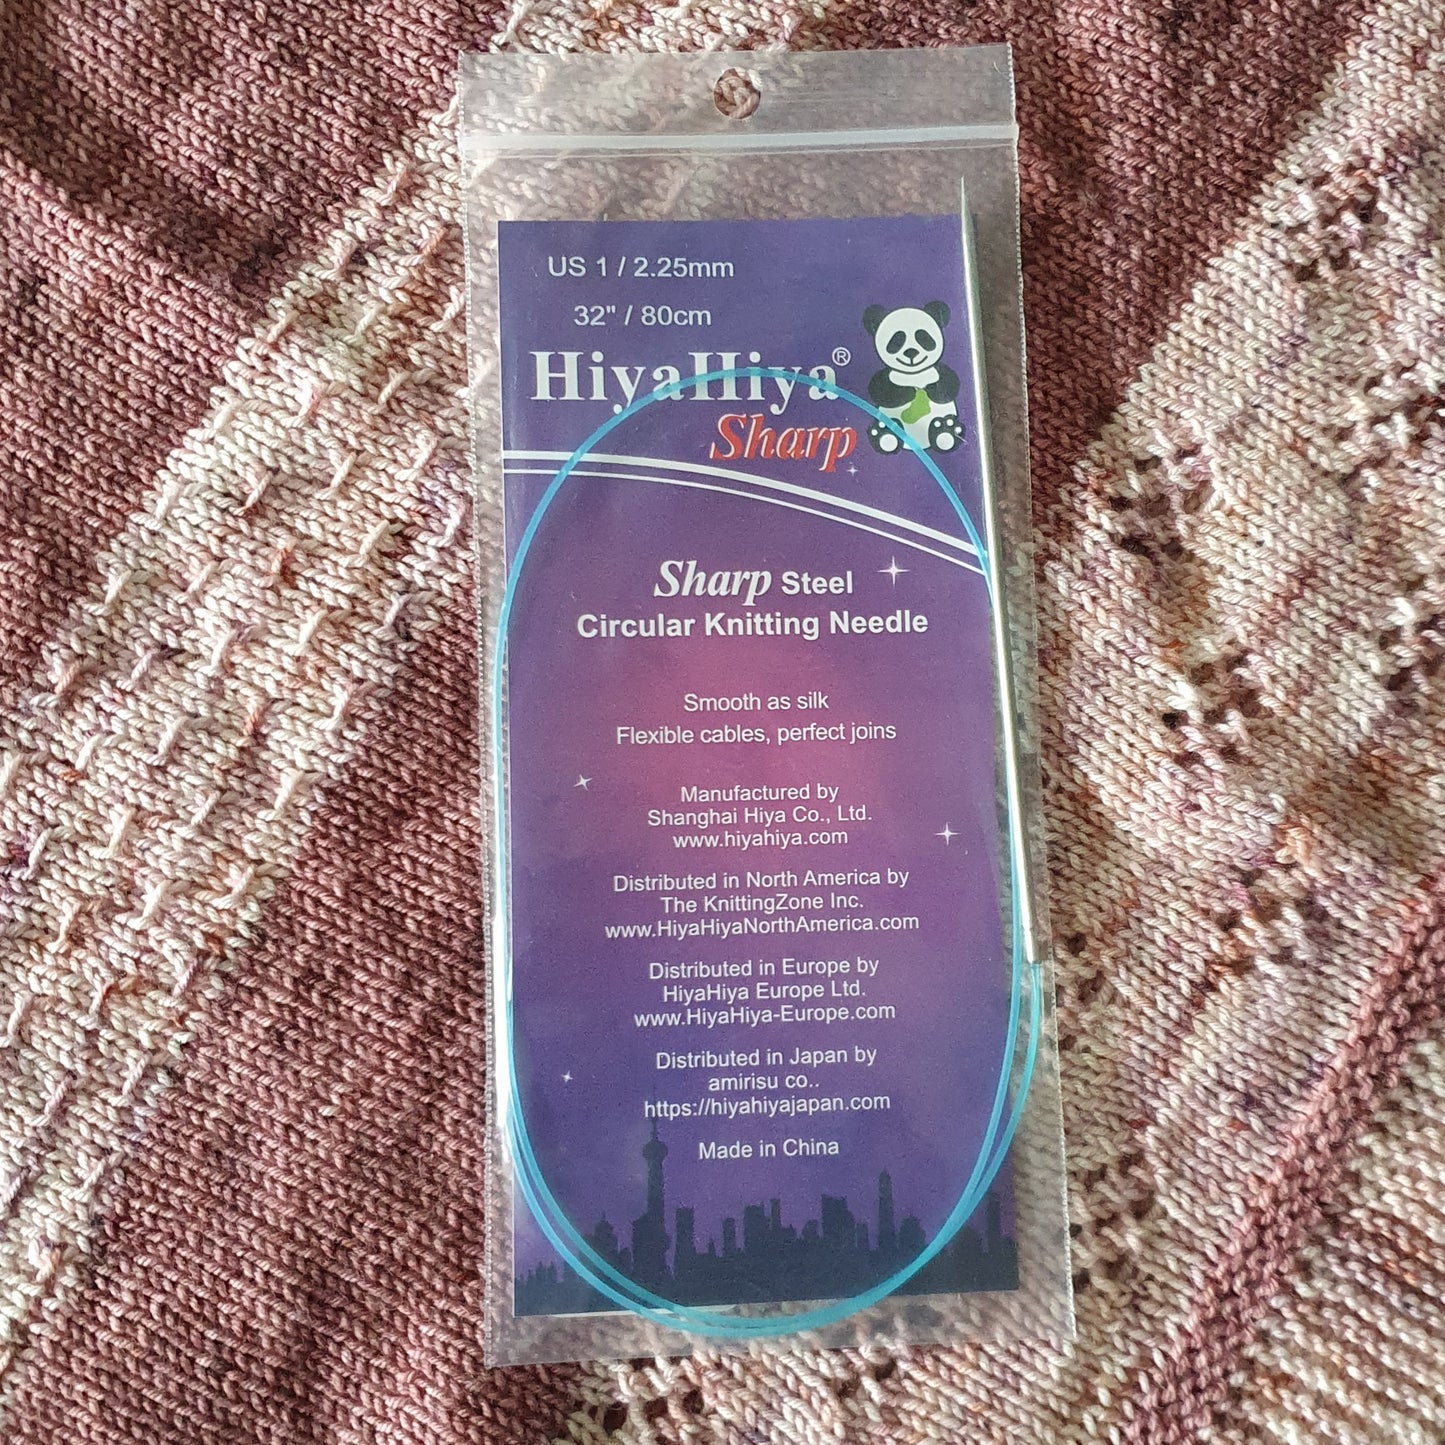 US 1 / 2.25mm
32" / 80cm
HiyaHiya®
Sharp
Sharp Steel
Circular Knitting Needle
Smooth as silk
Flexible cables, perfect joins
Manufactured by
Shanghai Hiya Co., Ltd.
www.hiyahiya.com
Distributed in North America by
The KnittingZone Inc.
www.HiyaHiyaNorthAmerica.com
Distributed in Europe by
HiyaHiya Europe Ltd.
www.HiyaHiya-Europe.com
Distributed in Japan by
amirisu co..
https://hiyahiyajapan.com
Made in China